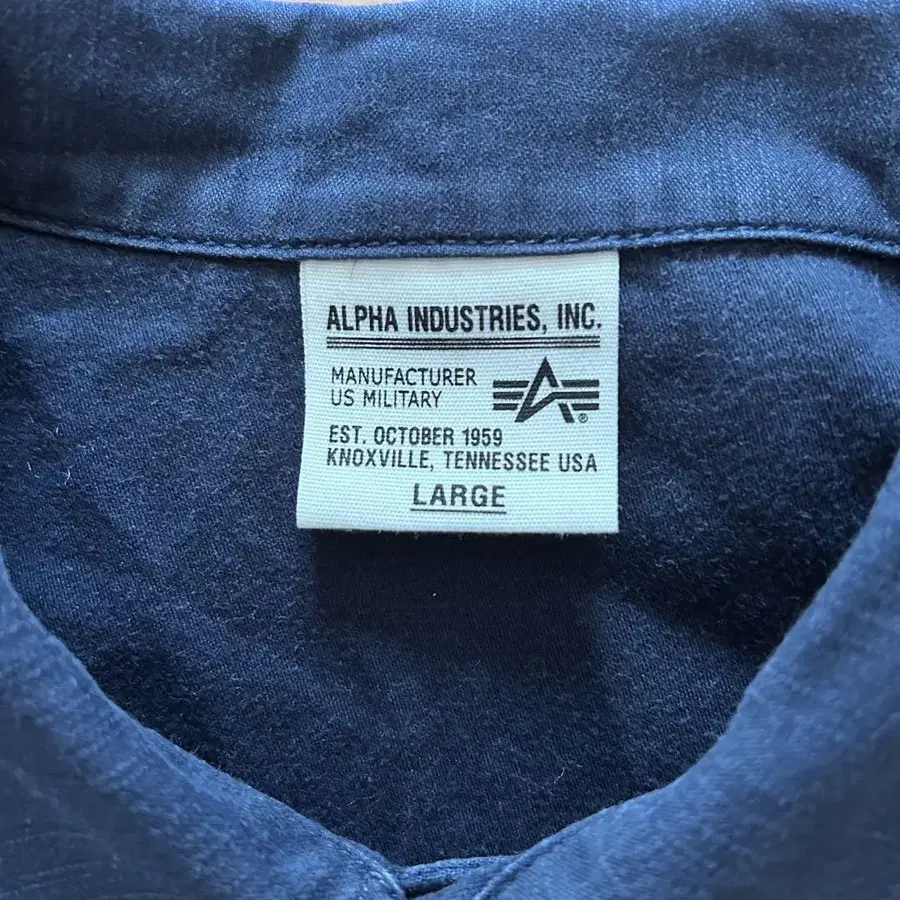 ALPHA INDUSTRIES, INC.
MANUFACTURER
US MILITARY
®
EST. OCTOBER 1959
KNOXVILLE, TENNESSEE USA
LARGE